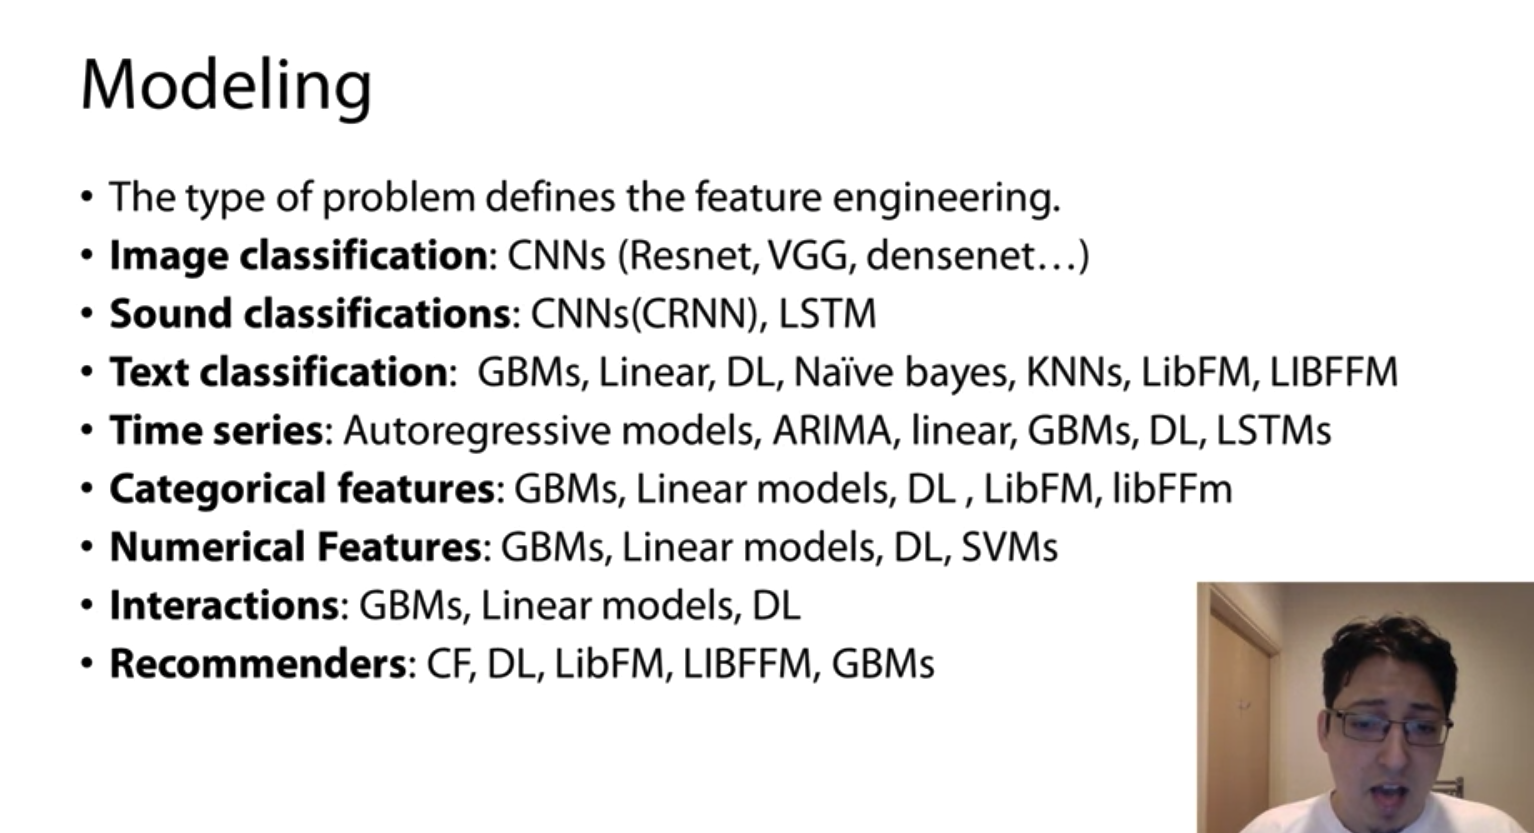 Modeling
• The type of problem defines the feature engineering.
• Image classification: CNNs (Resnet, VGG, densenet…)
• Sound classifications: CNNs(CRNN), LSTM
• Text classification:  GBMs, Linear, DL, Naïve bayes, KNNs, LibFM, LIBFFM
• Time series: Autoregressive models, ARIMA, linear, GBMs, DL, LSTMs
• Categorical features: GBMs, Linear models, DL , LibFM, libFFm
• Numerical Features: GBMs, Linear models, DL, SVMs
• Interactions: GBMs, Linear models, DL
• Recommenders: CF, DL, LibFM, LIBFFM, GBMs